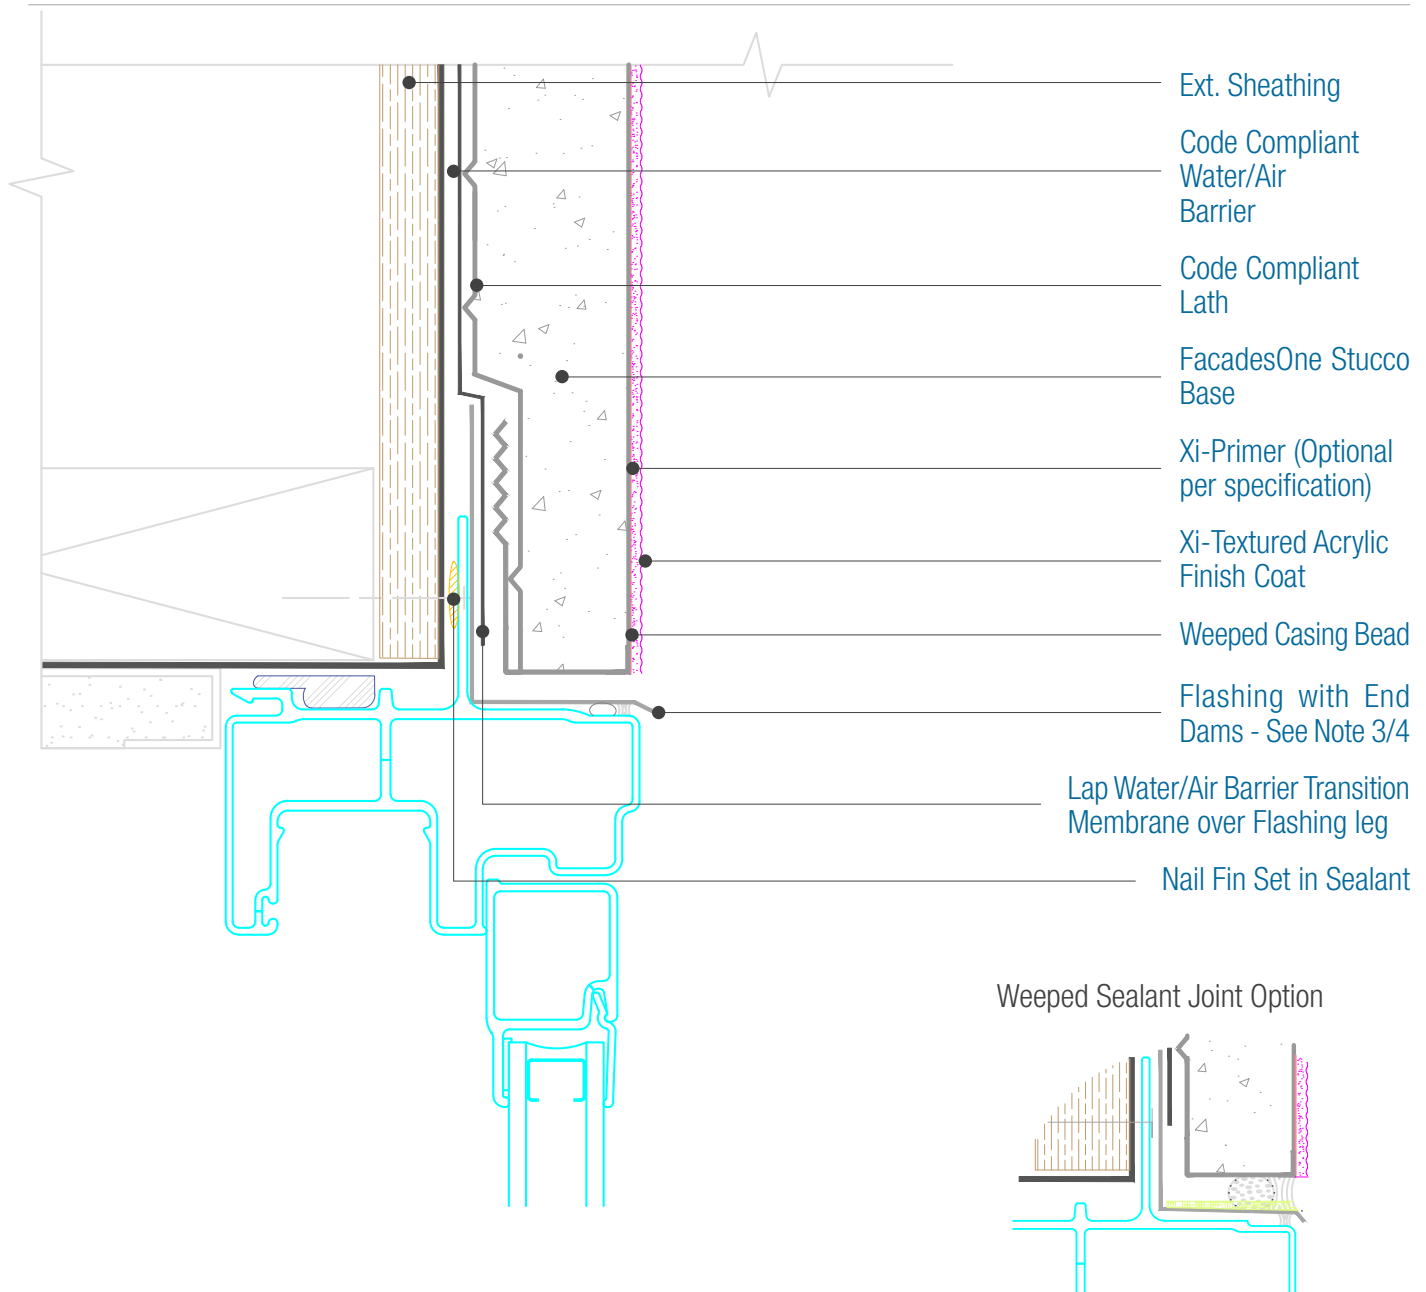 Ext. Sheathing
Code Compliant
Water/Air
Barrier
Code Compliant
Lath
FacadesOne Stucco
Base
Xi-Primer (Optional
per specification)
Xi-Textured Acrylic
Finish Coat
Weeped Casing Bead
Flashing with End
Dams - See Note 3/4
Lap Water/Air Barrier Transition
Membrane over Flashing leg
Nail Fin Set in Sealant
Weeped Sealant Joint Option